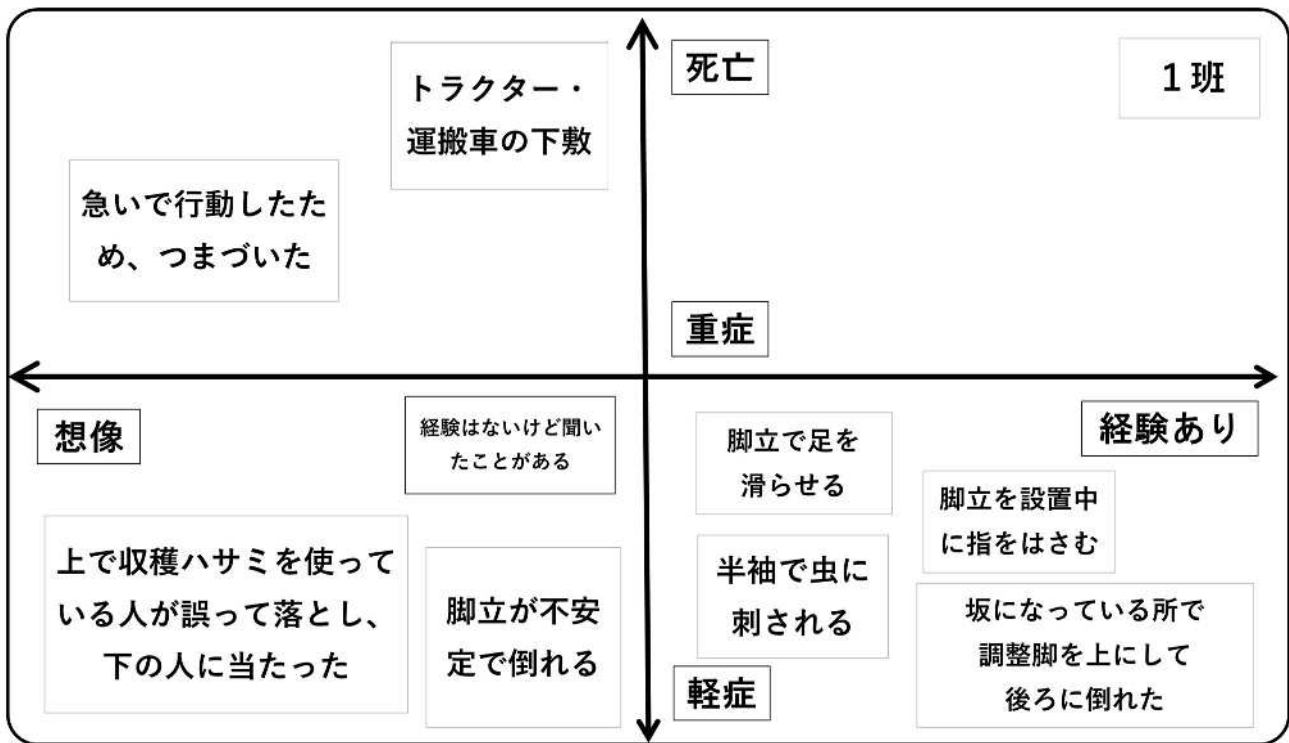 死亡
1班
トラクター・
運搬車の下敷
急いで行動したた
め、つまづいた
重症
想像
経験はないけど聞い
たことがある
経験あり
脚立で足を
滑らせる
脚立を設置中
に指をはさむ
上で収穫ハサミを使って
いる人が誤って落とし、
下の人に当たった
脚立が不安
定で倒れる
半袖で虫に
刺される
坂になっている所で
調整脚を上にして
後ろに倒れた
軽症